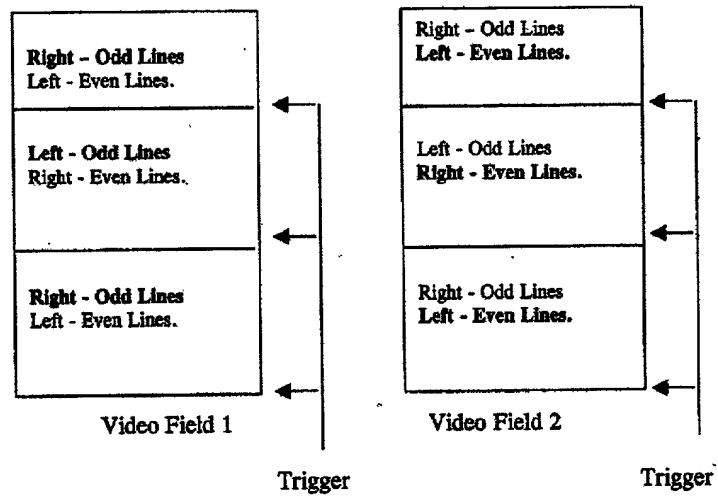 Right - Odd Lines
Left - Even Lines.
Left - Odd Lines
Right - Even Lines.
Right - Odd Lines
Left - Even Lines.
Video Field 1
Trigger
Right - Odd Lines
Left - Even Lines.
Left - Odd Lines
Right - Even Lines.
Right - Odd Lines
Left - Even Lines.
Video Field 2
Trigger